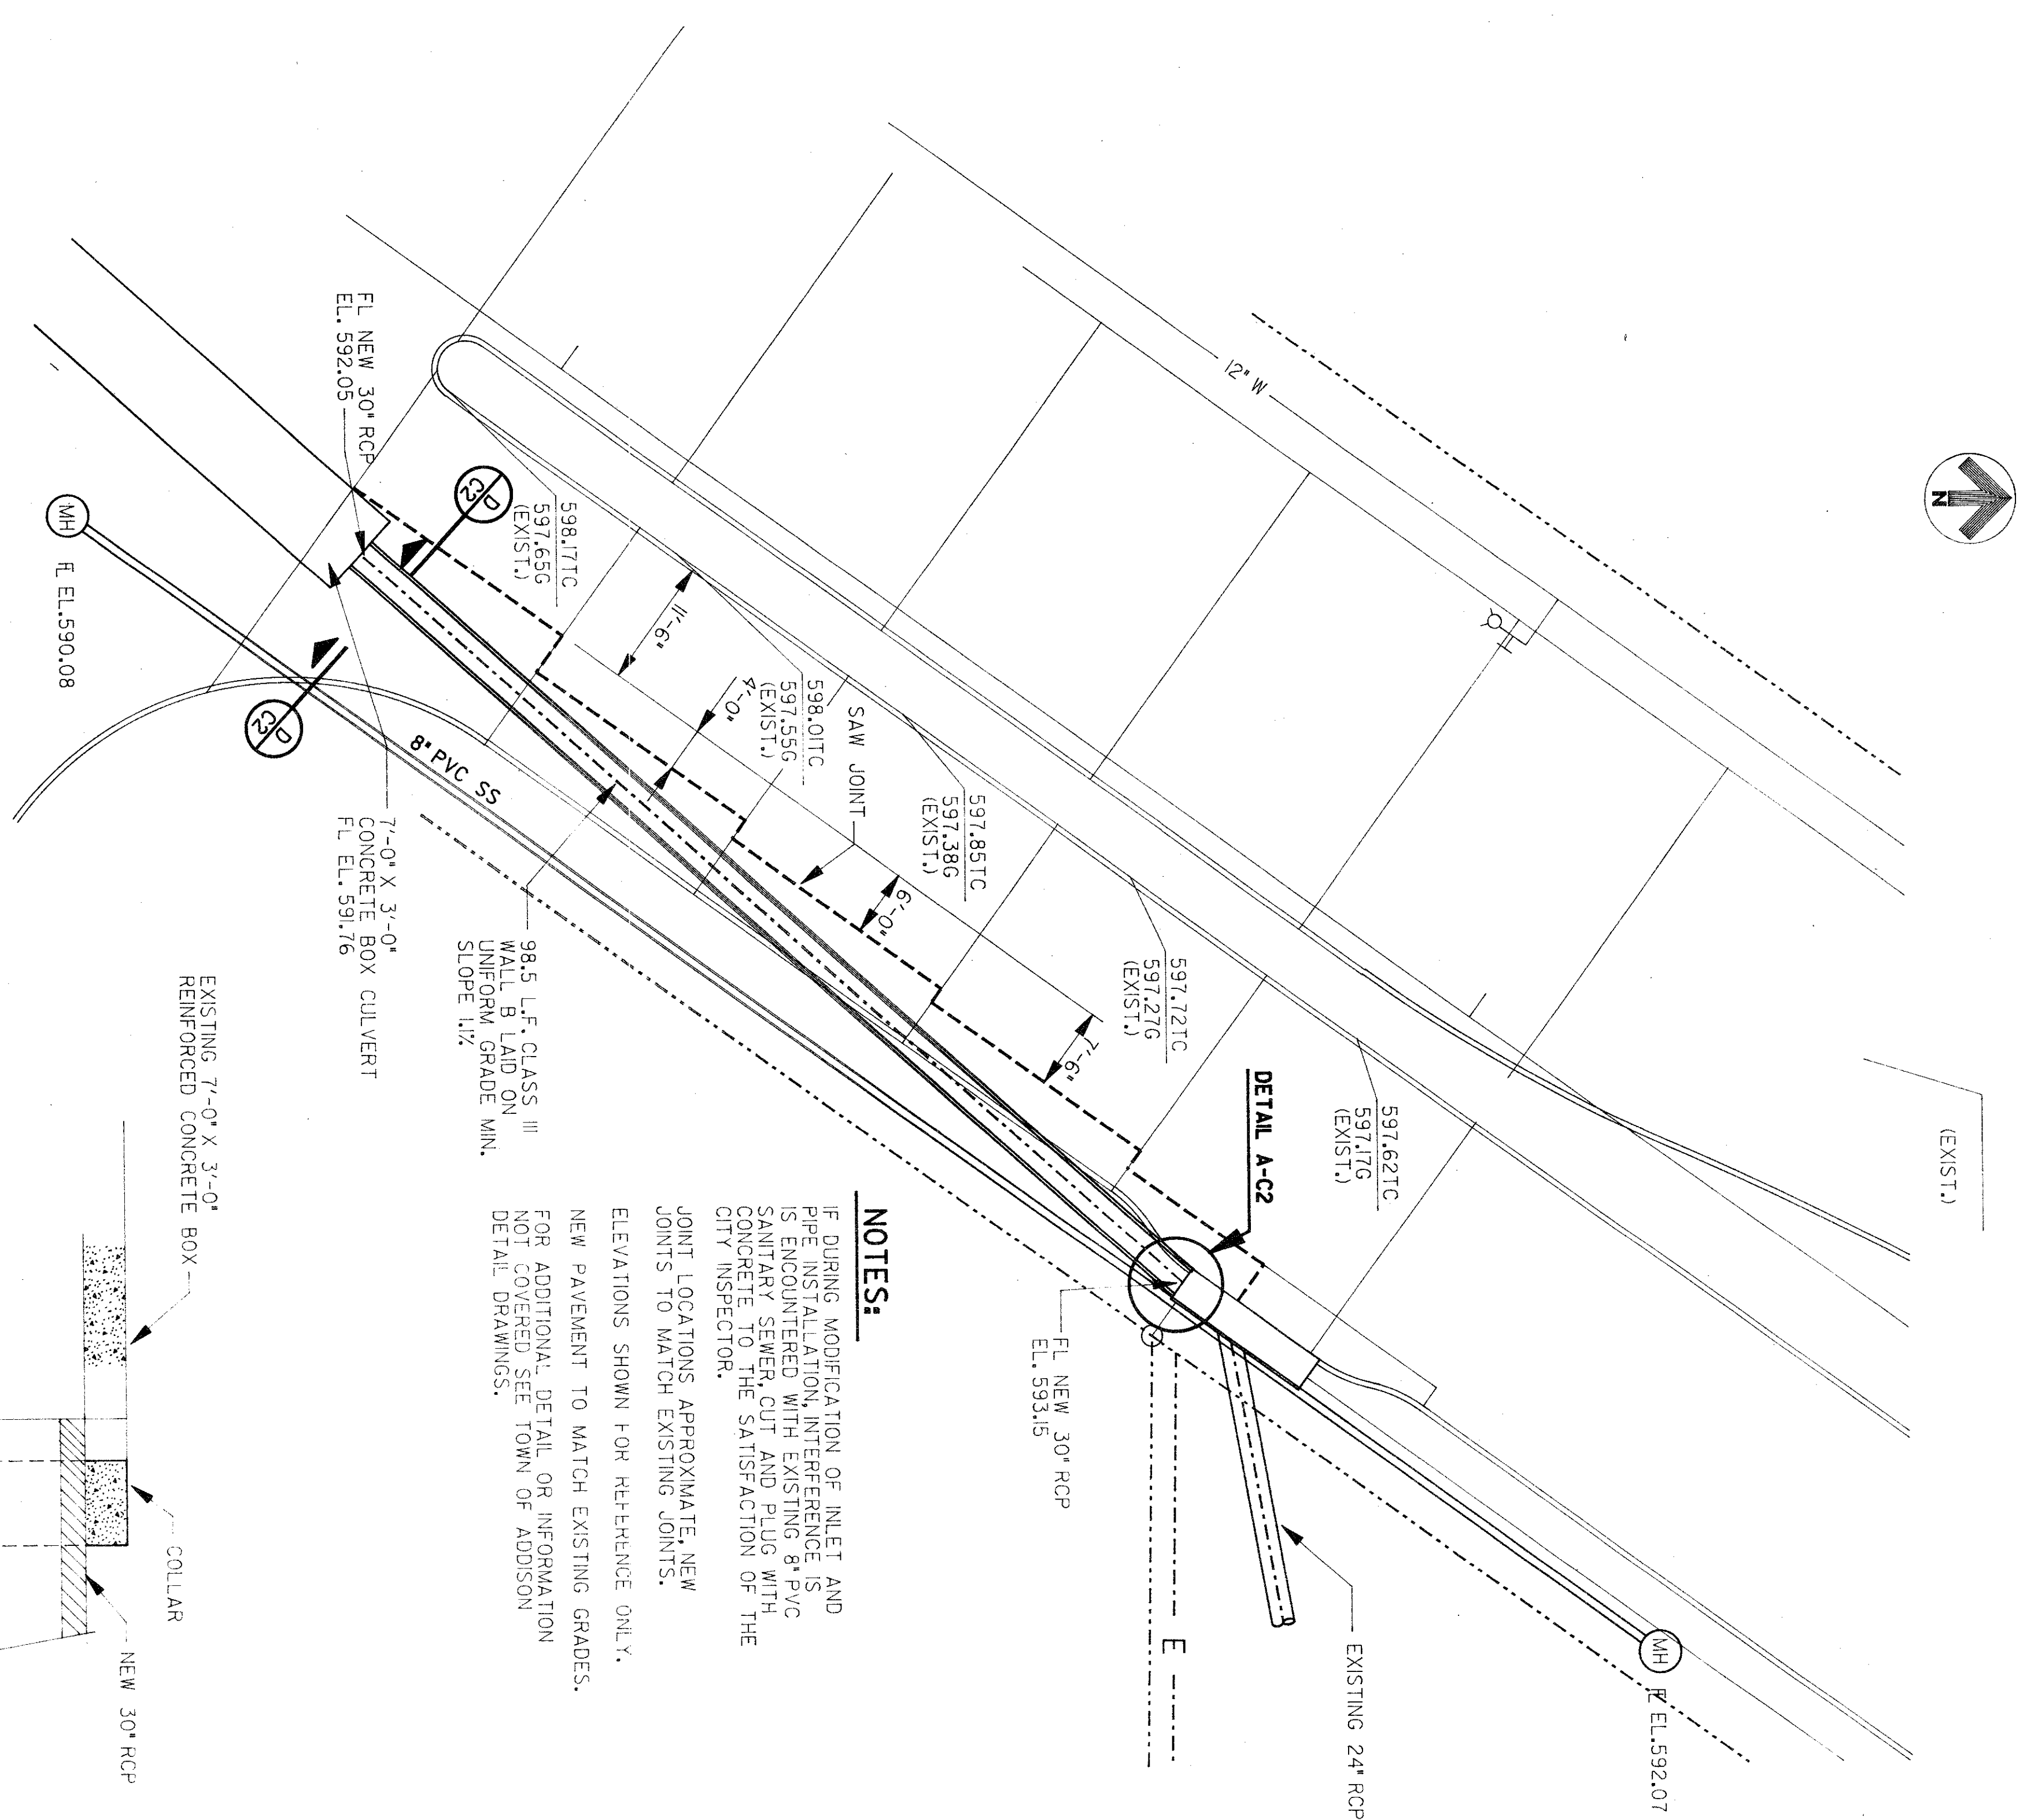 N
(EXIST.)
12" W
FL NEW 30" RCP
EL. 592.05
D
C2
598.17TC
597.65G
(EXIST.)
11'-6"
598.01TC
597.55G
(EXIST.)
4'-0"
SAW JOINT
597.85TC
597.38G
(EXIST.)
6'-0"
597.72TC
597.27G
(EXIST.)
7'-6"
DETAIL A-C2
597.62TC
597.17G
(EXIST.)
MH
FL EL.590.08
D
C2
8" PVC SS
7'-0" X 3'-0"
CONCRETE BOX CULVERT
FL EL. 591.76
98.5 L.F. CLASS III
WALL B LAID ON
UNIFORM GRADE MIN.
SLOPE 1.1%
FL NEW 30" RCP
EL. 593.15
E
EXISTING 24" RCP
MH
FL EL.592.07
NOTES:
IF DURING MODIFICATION OF INLET AND
PIPE INSTALLATION, INTERFERENCE IS
IS ENCOUNTERED WITH EXISTING 8" PVC
SANITARY SEWER, CUT AND PLUG WITH
CONCRETE TO THE SATISFACTION OF THE
CITY INSPECTOR.
JOINT LOCATIONS APPROXIMATE, NEW
JOINTS TO MATCH EXISTING JOINTS.
ELEVATIONS SHOWN FOR REFERENCE ONLY.
NEW PAVEMENT TO MATCH EXISTING GRADES.
FOR ADDITIONAL DETAIL OR INFORMATION
NOT COVERED SEE TOWN OF ADDISON
DETAIL DRAWINGS.
EXISTING 7'-0" X 3'-0"
REINFORCED CONCRETE BOX
COLLAR
NEW 30" RCP